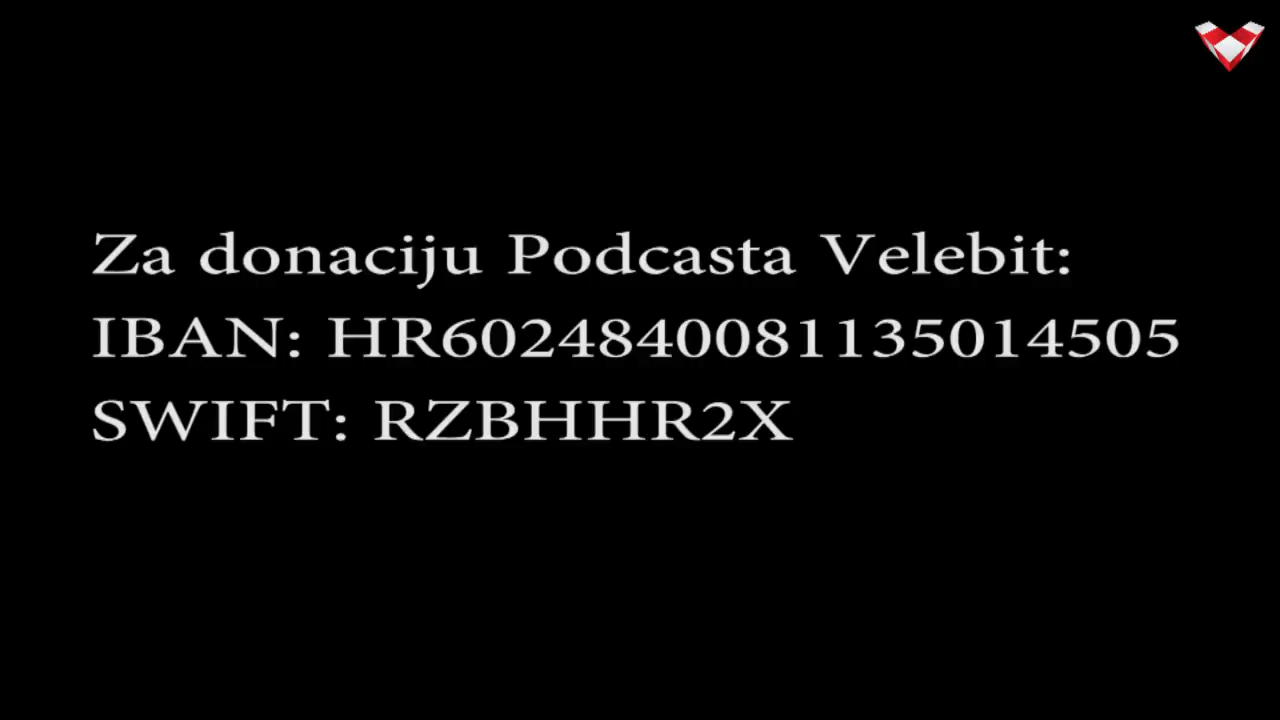 Za donaciju Podcasta Velebit:
IBAN: HR6024840081135014505
SWIFT: RZBHHR2X